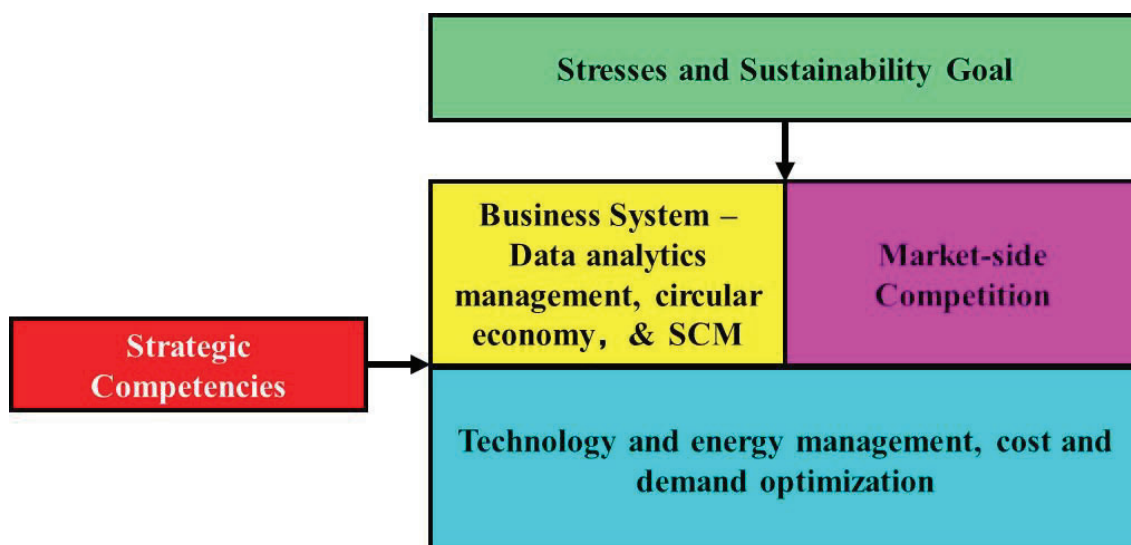 Stresses and Sustainability Goal
Business System –
Data analytics
management, circular
economy, & SCM
Market-side
Competition
Strategic
Competencies
Technology and energy management, cost and
demand optimization